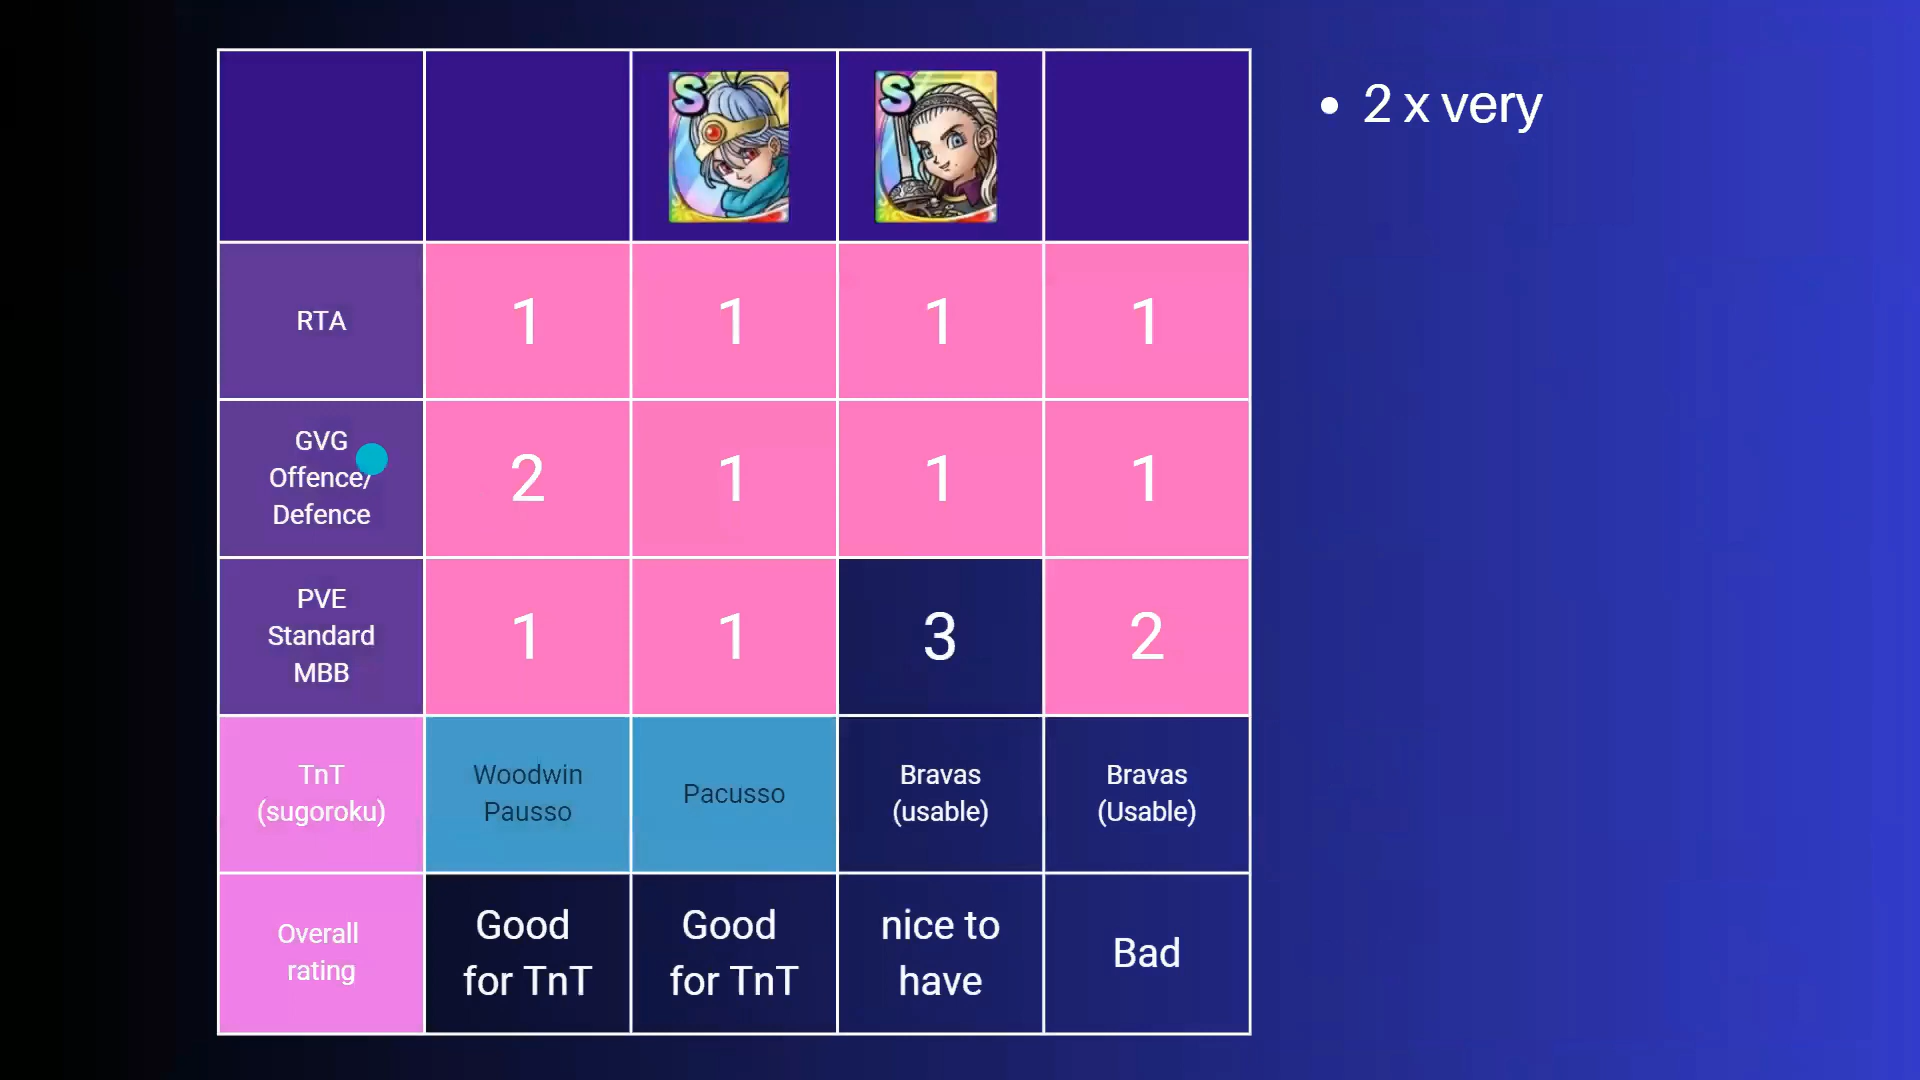 S
S
2 x very
RTA
1
1
1
1
GVG
Offence/
Defence
2
1
1
1
PVE
Standard
MBB
1
1
3
2
TnT
(sugoroku)
Woodwin
Pausso
Pacusso
Bravas
(usable)
Bravas
(Usable)
Overall
rating
Good
for TnT
Good
for TnT
nice to
have
Bad